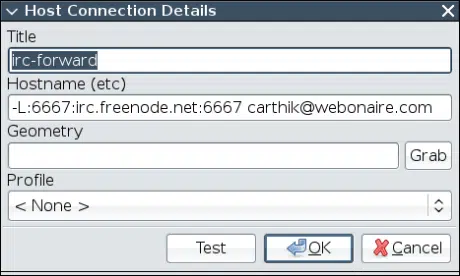 Host Connection Details
Title
irc-forward
Hostname (etc)
-L:6667:irc.freenode.net:6667 carthik@webonaire.com
Geometry
Grab
Profile
< None >
Test OK Cancel